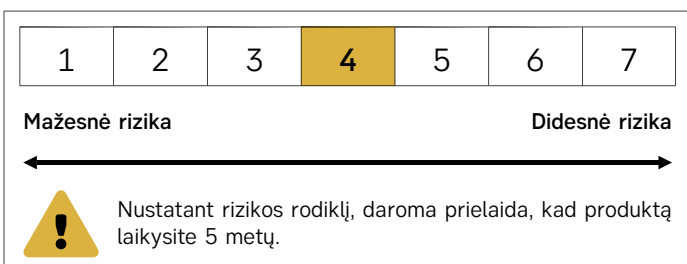 1 2 3 4 5 6 7
Mažesnė rizika Didesnė rizika
Nustatant rizikos rodiklį, daroma prielaida, kad produktą
laikysite 5 metų.